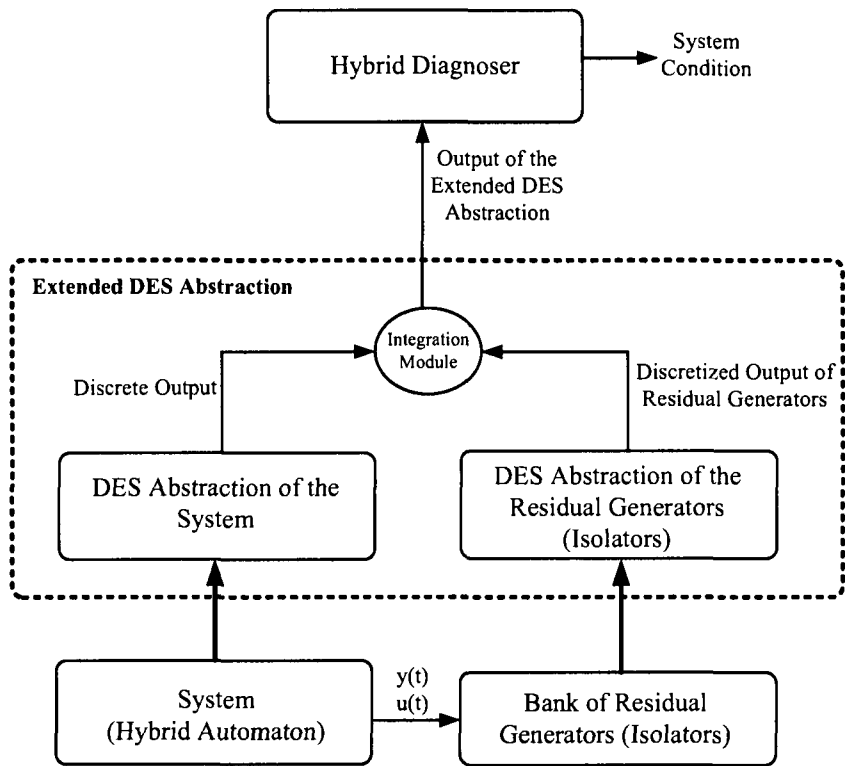 Hybrid Diagnoser
System
Condition
Output of the
Extended DES
Abstraction
Extended DES Abstraction
Integration
Module
Discrete Output
Discretized Output of
Residual Generators
DES Abstraction of the
System
DES Abstraction of the
Residual Generators
(Isolators)
System
(Hybrid Automaton)
y(t)
u(t)
Bank of Residual
Generators (Isolators)